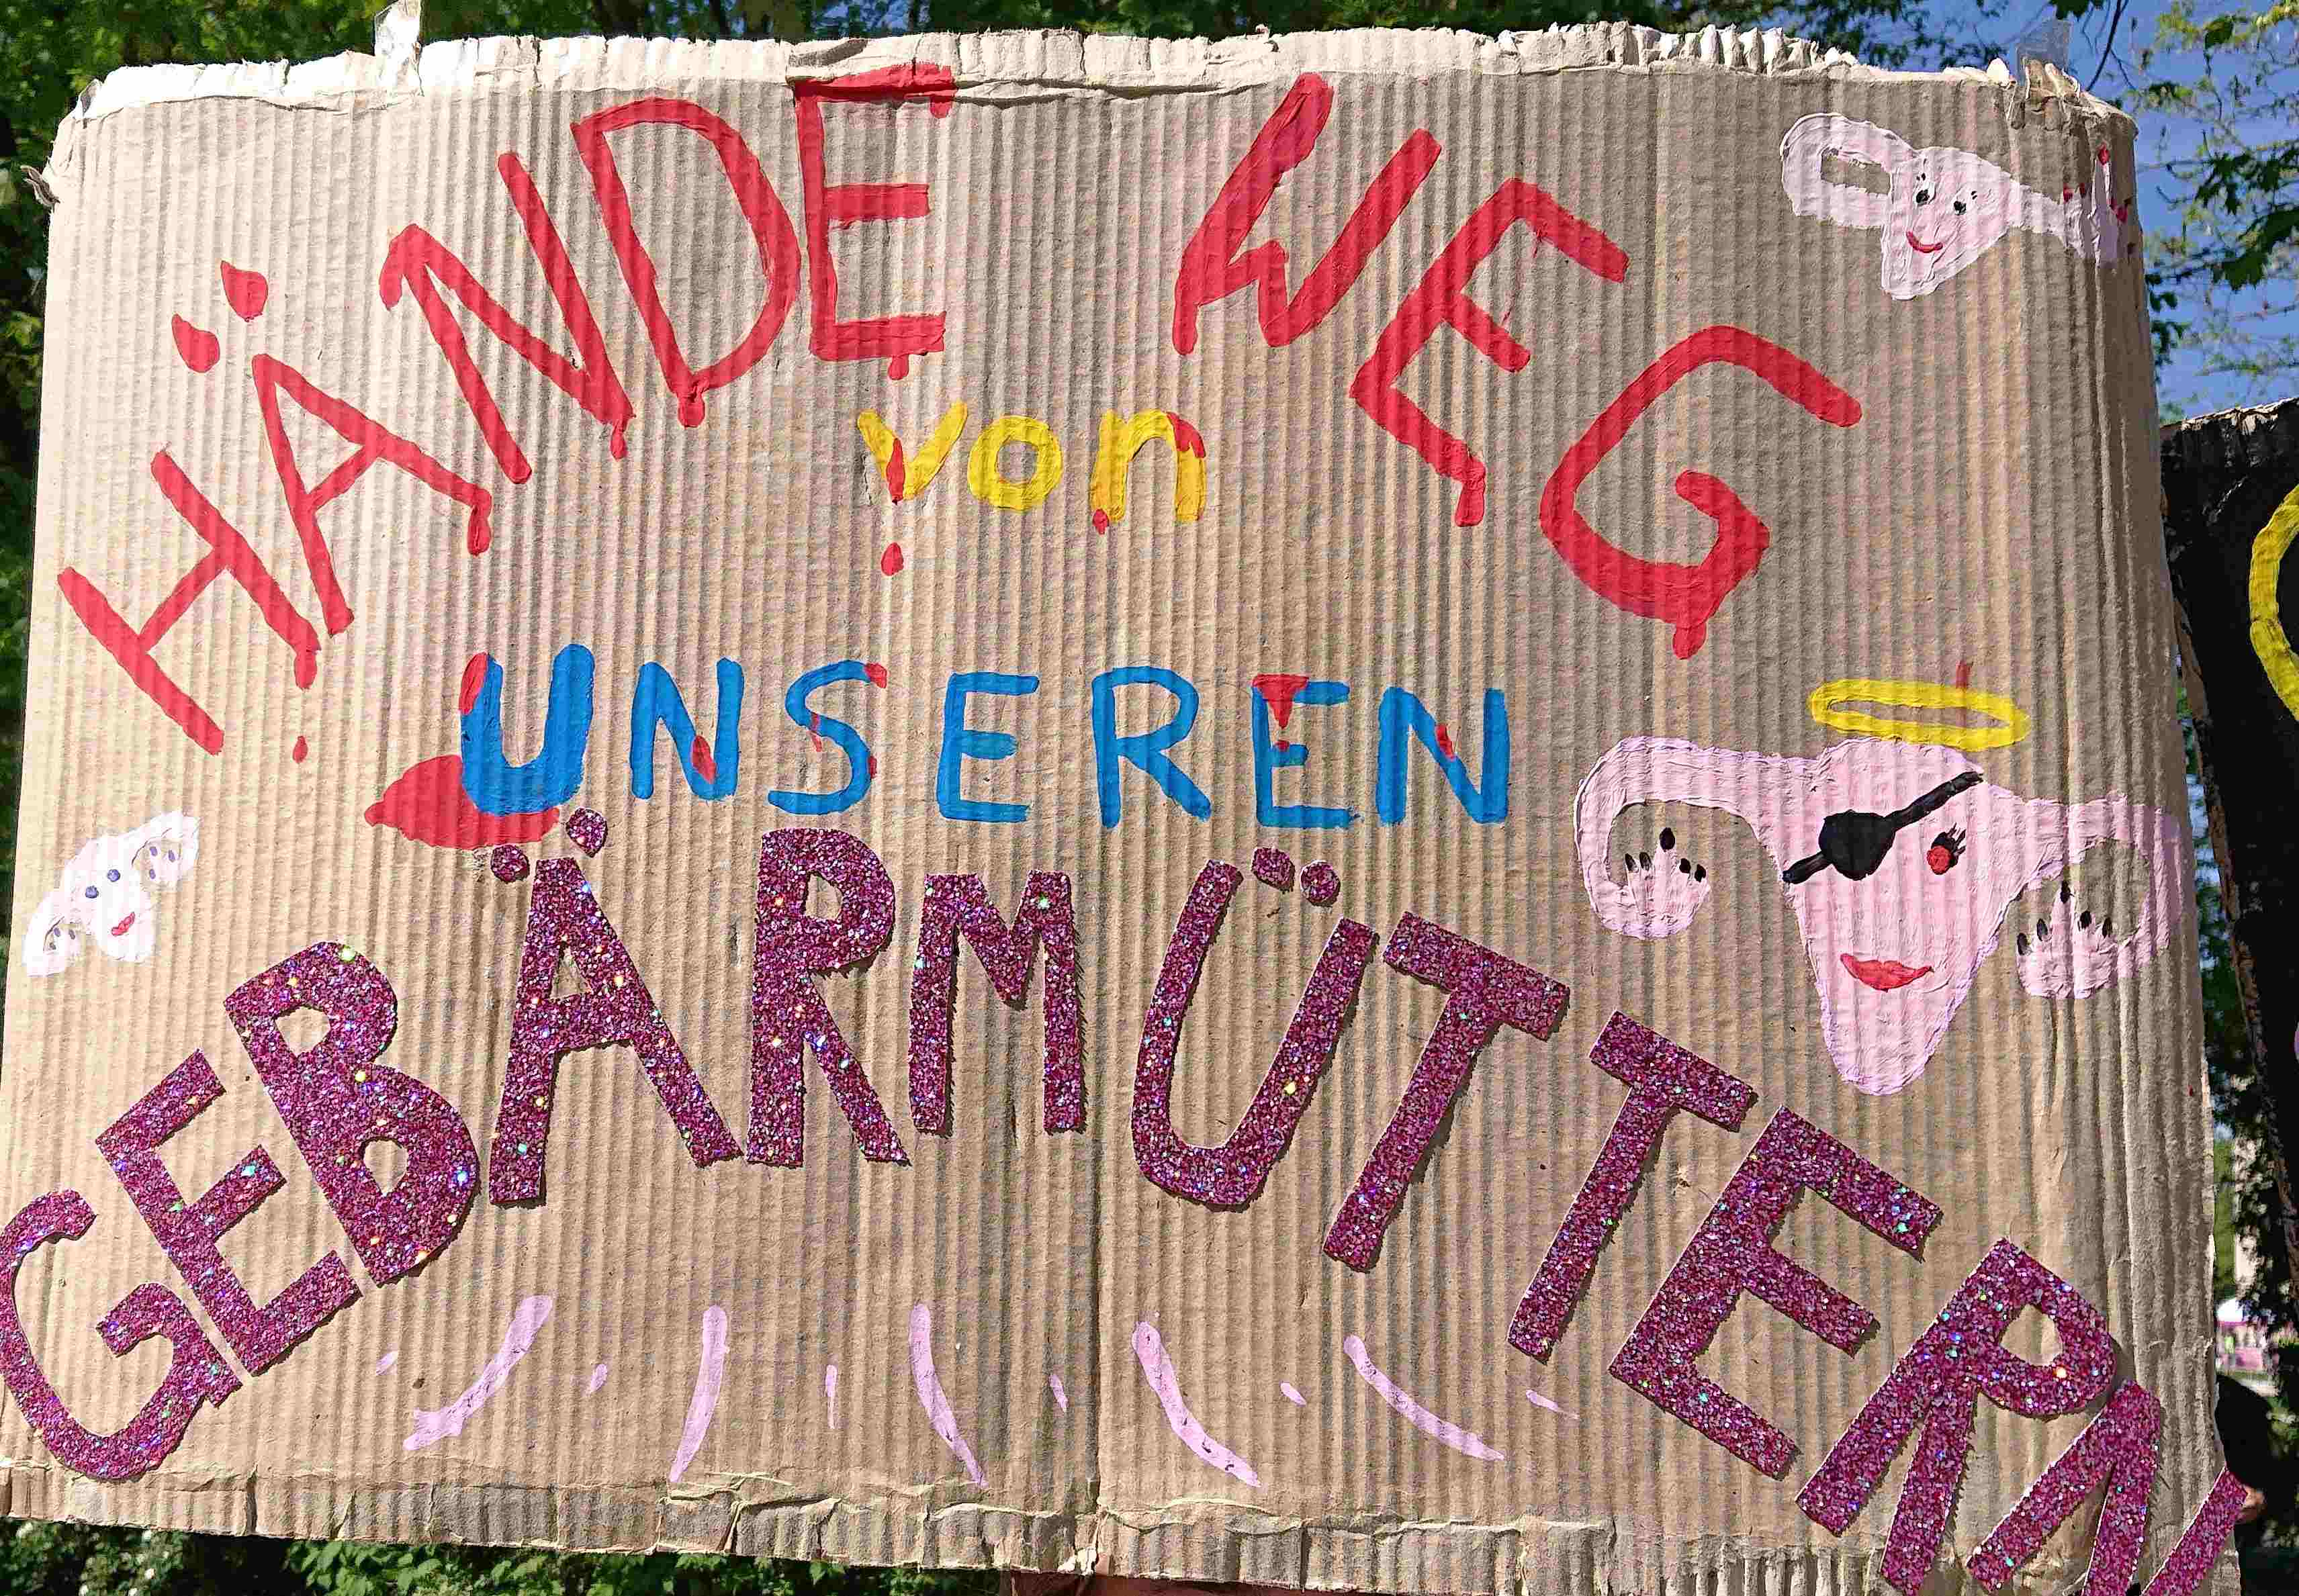 HÄNDE WEG
von
UNSEREN
GEBÄRMÜTTERN